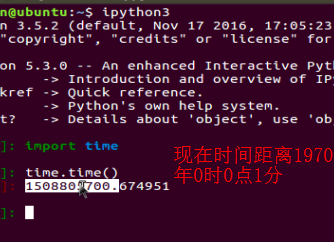 n@ubuntu:~$ ipython3
n 3.5.2 (default, Nov 17 2016, 17:05:23
"copyright", "credits" or "license" for
on 5.3.0 -- An enhanced Interactive Pyth
-> Introduction and overview of IP
kref -> Quick reference.
-> Python's own help system.
t? -> Details about 'object', use 'ob
]: import time
]: time.time()
]: 700.674951
]:
现在时间距离1970
年0时0点1分